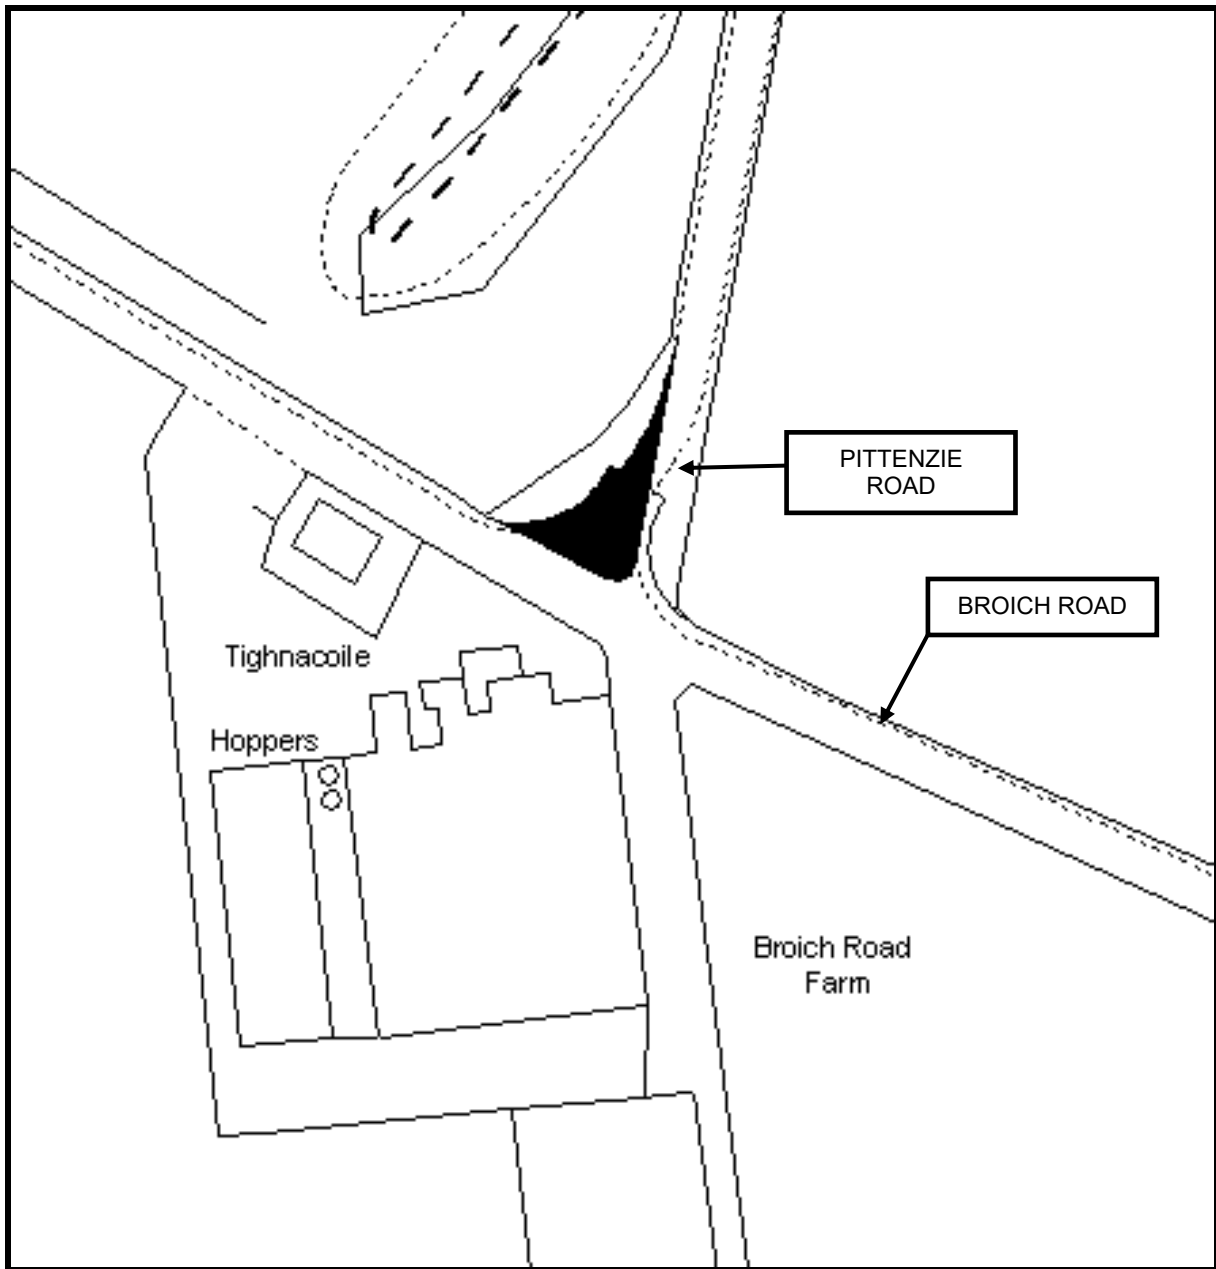 PITTENZIE
ROAD
BROICH ROAD
Tighnacoile
Hoppers
Broich Road
Farm